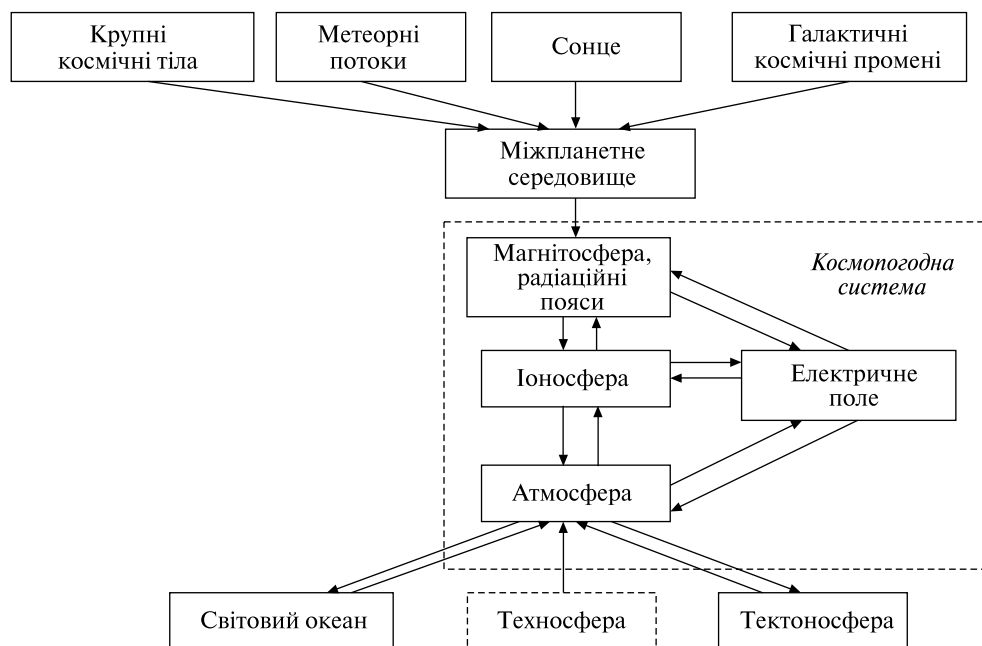 Крупні
космічні тіла
Метеорні
потоки
Сонце
Галактичні
космічні промені
Міжпланетне
середовище
Магнітосфера,
радіаційні
пояси
Космопогодна
система
Іоносфера
Електричне
поле
Атмосфера
Світовий океан
Техносфера
Тектоносфера